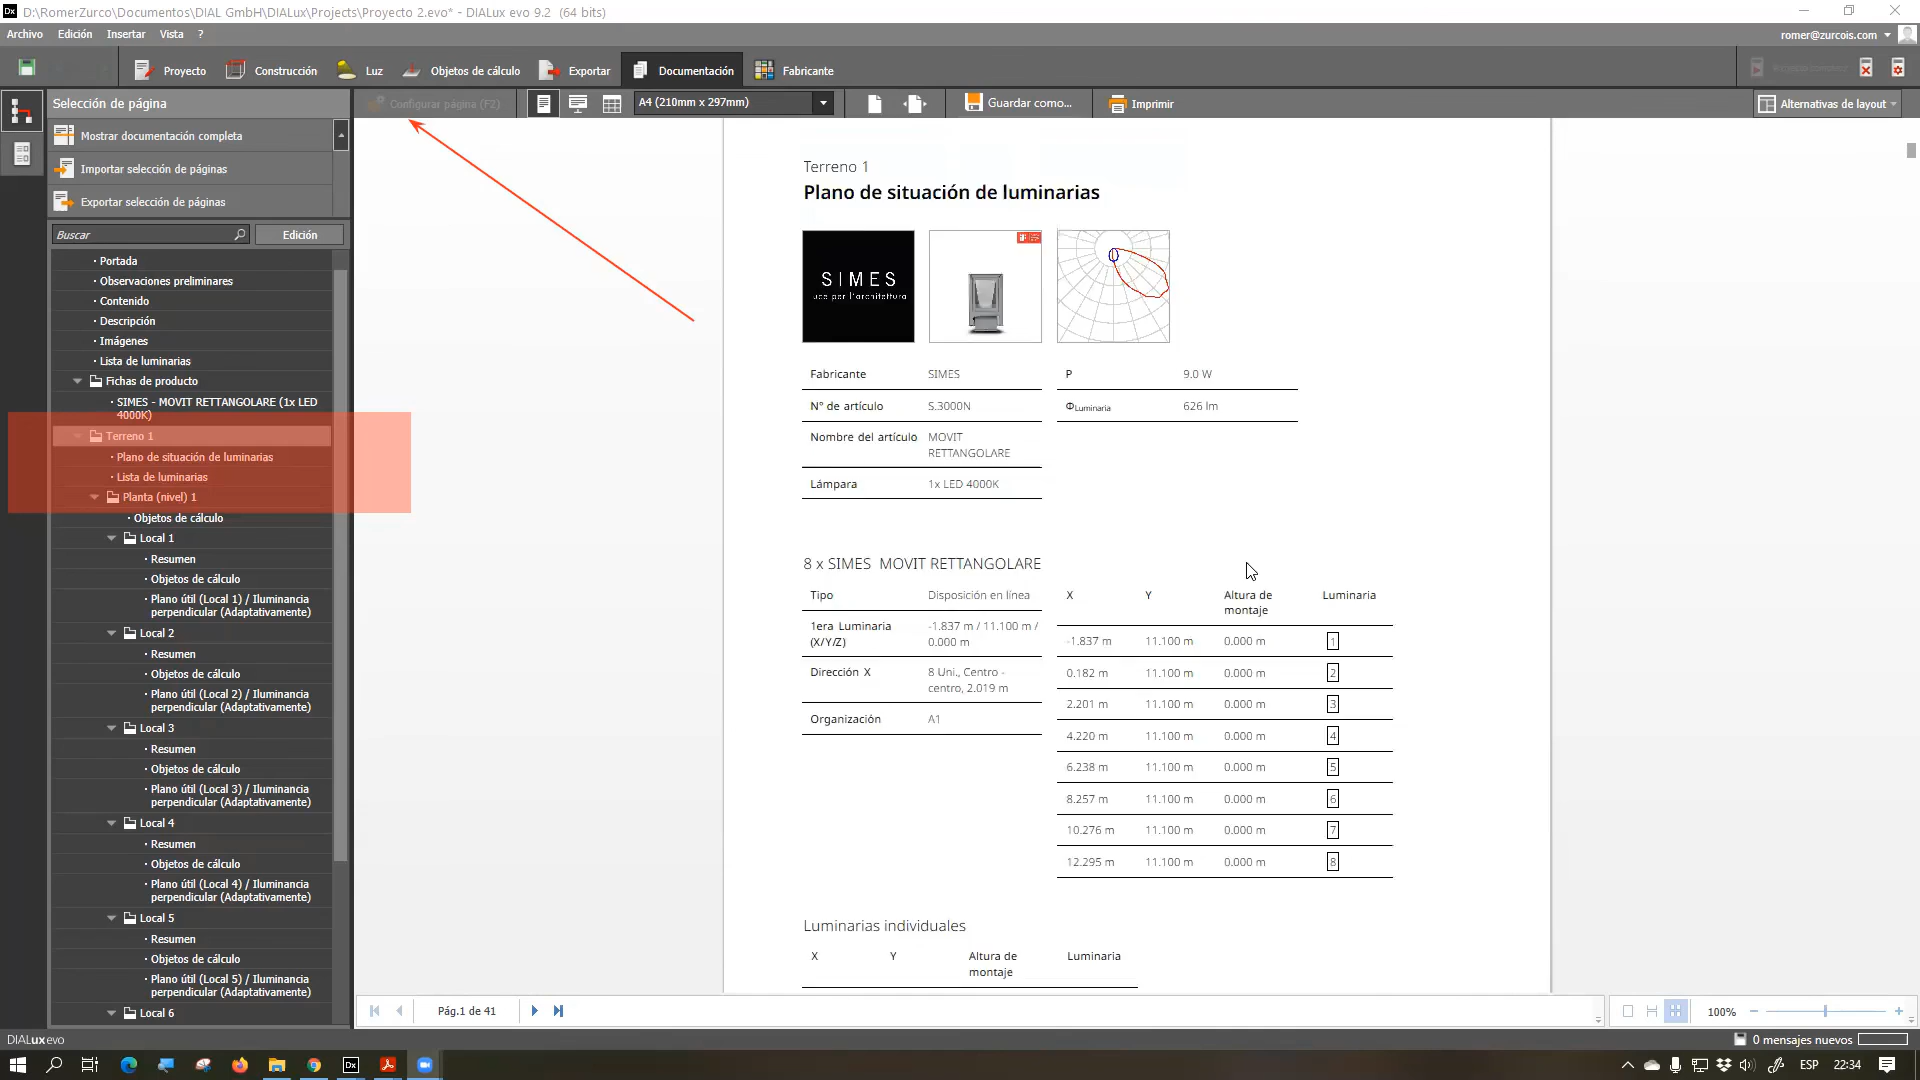 D:\RomerZurco\Documentos\DIAL GmbH\DIALux\Projects\Proyecto 2.evo* - DIALux evo 9.2 (64 bits)
Archivo Edición Insertar Vista ?
romer@zurcois.com
Proyecto Construcción Luz Objetos de cálculo Exportar Documentación Fabricante
Selección de página
Configurar página (F2)
A4 (210mm x 297mm)
Guardar como...
Imprimir
Alternativas de layout
Mostrar documentación completa
Importar selección de páginas
Exportar selección de páginas
Buscar
Edición
Portada
Observaciones preliminares
Contenido
Descripción
Imágenes
Lista de luminarias
Fichas de producto
SIMES - MOVIT RETTANGOLARE (1x LED
4000K)
Terreno 1
Plano de situación de luminarias
Lista de luminarias
Planta (nivel) 1
Objetos de cálculo
Local 1
Resumen
Objetos de cálculo
Plano útil (Local 1) / Iluminancia
perpendicular (Adaptativamente)
Local 2
Resumen
Objetos de cálculo
Plano útil (Local 2) / Iluminancia
perpendicular (Adaptativamente)
Local 3
Resumen
Objetos de cálculo
Plano útil (Local 3) / Iluminancia
perpendicular (Adaptativamente)
Local 4
Resumen
Objetos de cálculo
Plano útil (Local 4) / Iluminancia
perpendicular (Adaptativamente)
Local 5
Resumen
Objetos de cálculo
Plano útil (Local 5) / Iluminancia
perpendicular (Adaptativamente)
Local 6
Terreno 1
Plano de situación de luminarias
SIMES
uce per l'architettura
Fabricante SIMES
Nº de artículo S.3000N
Nombre del artículo MOVIT
RETTANGOLARE
Lámpara 1x LED 4000K
P 9.0 W
ΦLuminaria 626 lm
8 x SIMES MOVIT RETTANGOLARE
Tipo Disposición en línea
1era Luminaria -1.837 m / 11.100 m /
(X/Y/Z) 0.000 m
Dirección X 8 Uni., Centro -
centro, 2.019 m
Organización A1
X Y Altura de Luminaria
montaje
-1.837 m 11.100 m 0.000 m 1
0.182 m 11.100 m 0.000 m 2
2.201 m 11.100 m 0.000 m 3
4.220 m 11.100 m 0.000 m 4
6.238 m 11.100 m 0.000 m 5
8.257 m 11.100 m 0.000 m 6
10.276 m 11.100 m 0.000 m 7
12.295 m 11.100 m 0.000 m 8
Luminarias individuales
X Y Altura de Luminaria
montaje
Pág.1 de 41
100%
DIALux evo
0 mensajes nuevos
ESP 22:34